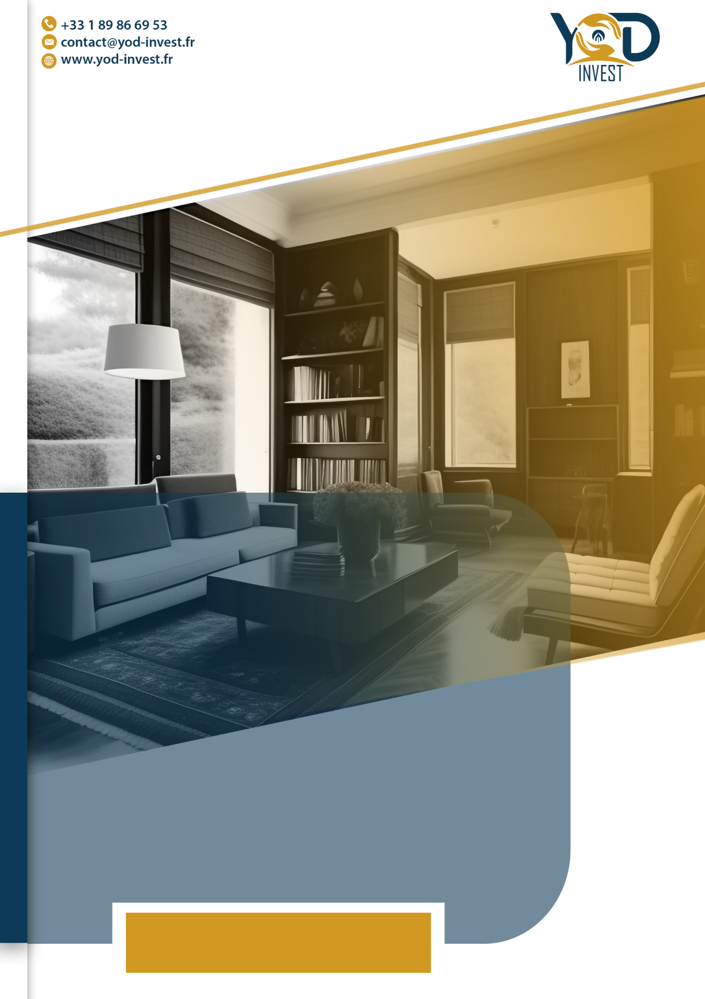 +33 1 89 86 69 53
contact@yod-invest.fr
www.yod-invest.fr
YOD
INVEST